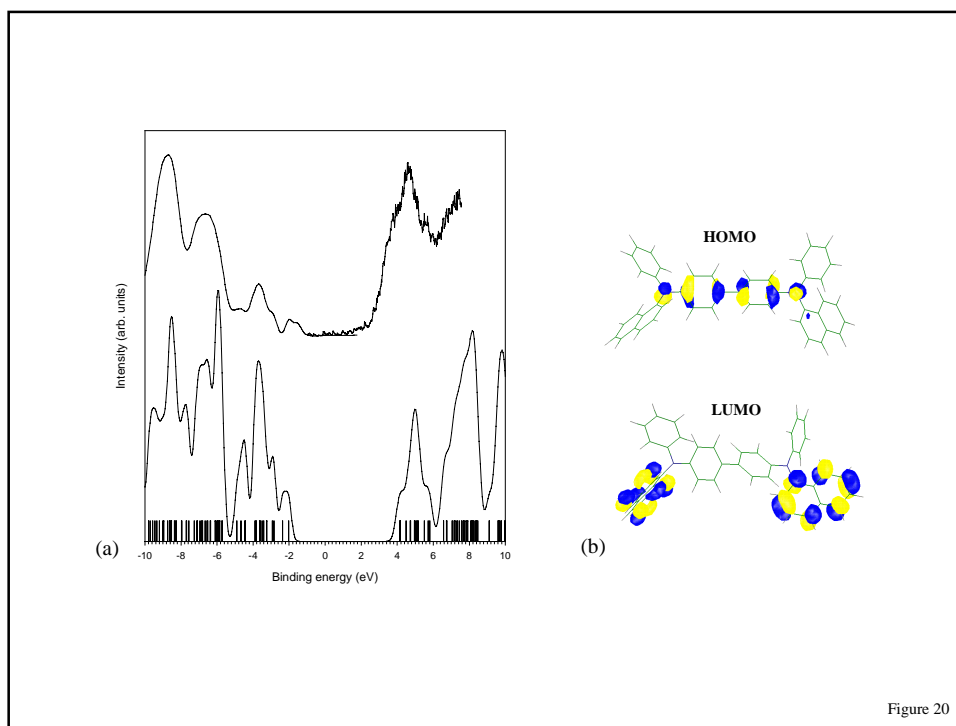 Intensity (arb. units)
-10 -8 -6 -4 -2 0 2 4 6 8 10
Binding energy (eV)
(a)
HOMO
LUMO
(b)
Figure 20